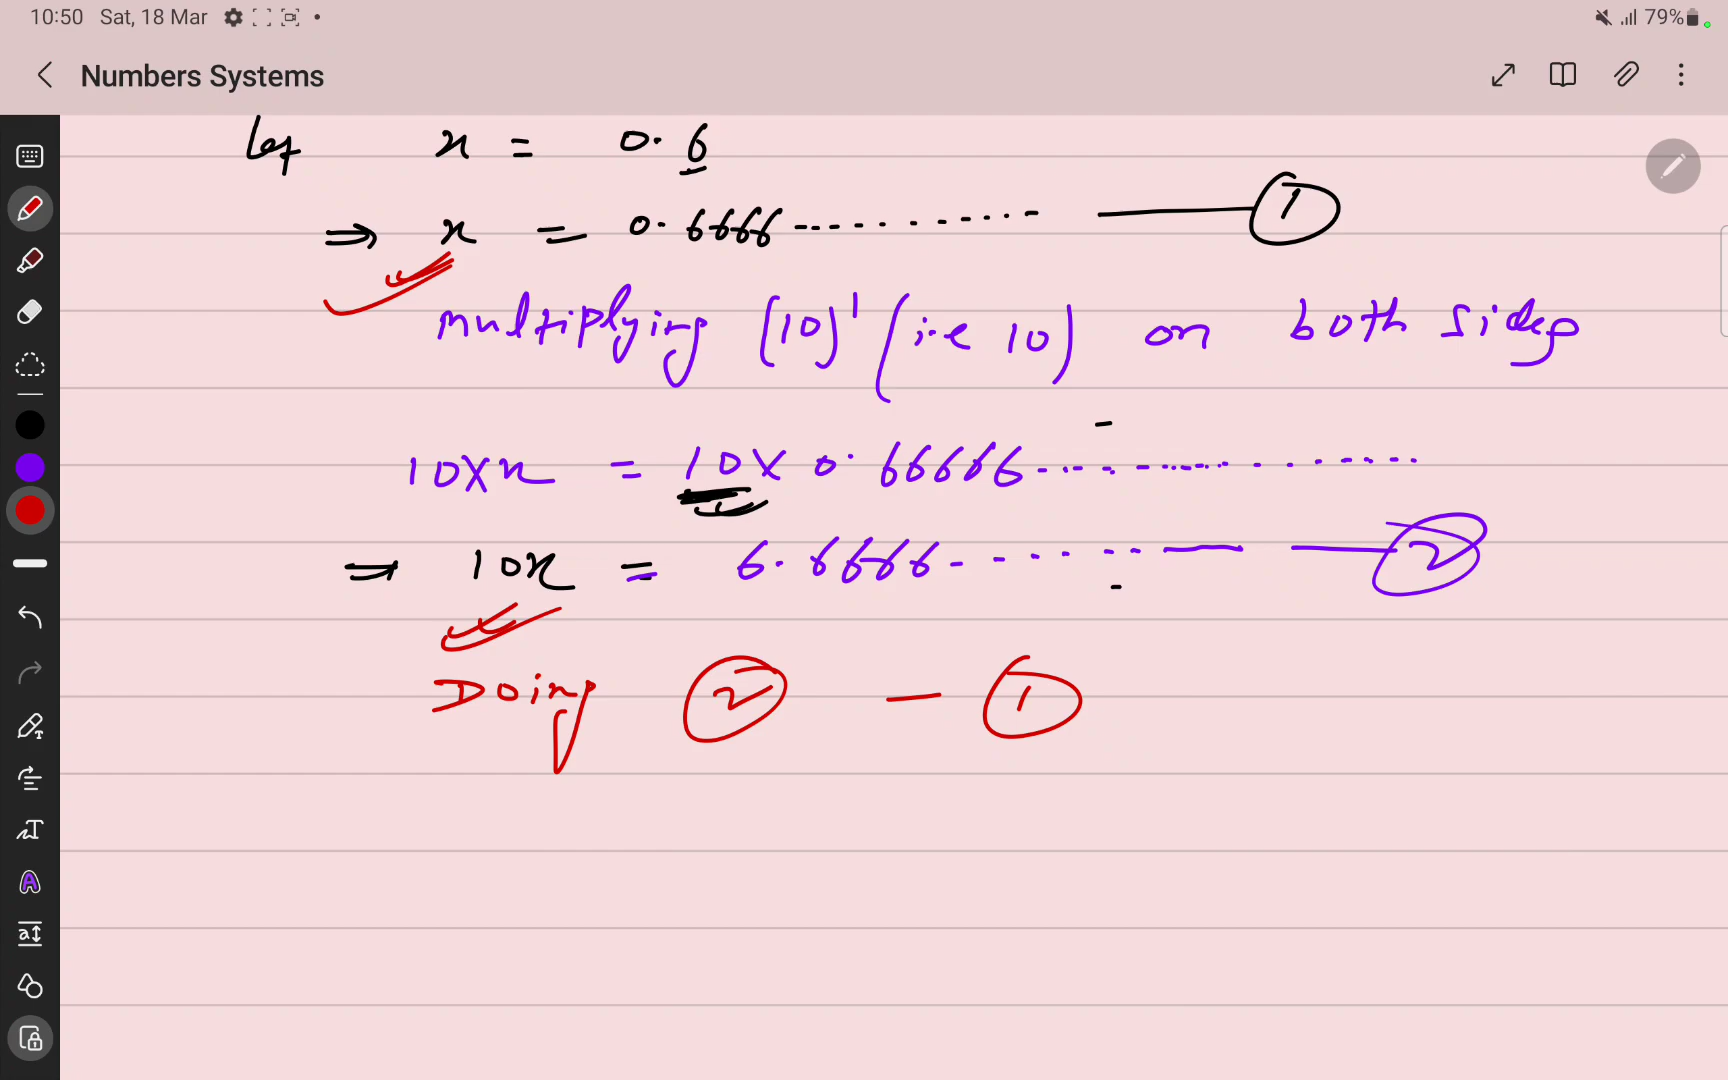 10:50 Sat, 18 Mar 79%
Numbers Systems
Let x = 0.6
⇒ x = 0.6666------- —— ①
multiplying (10)¹ (i.e 10) on both sides
10×x = 10× 0.66666-------
⇒ 10x = 6.6666------- —— ②
Doing ② – ①